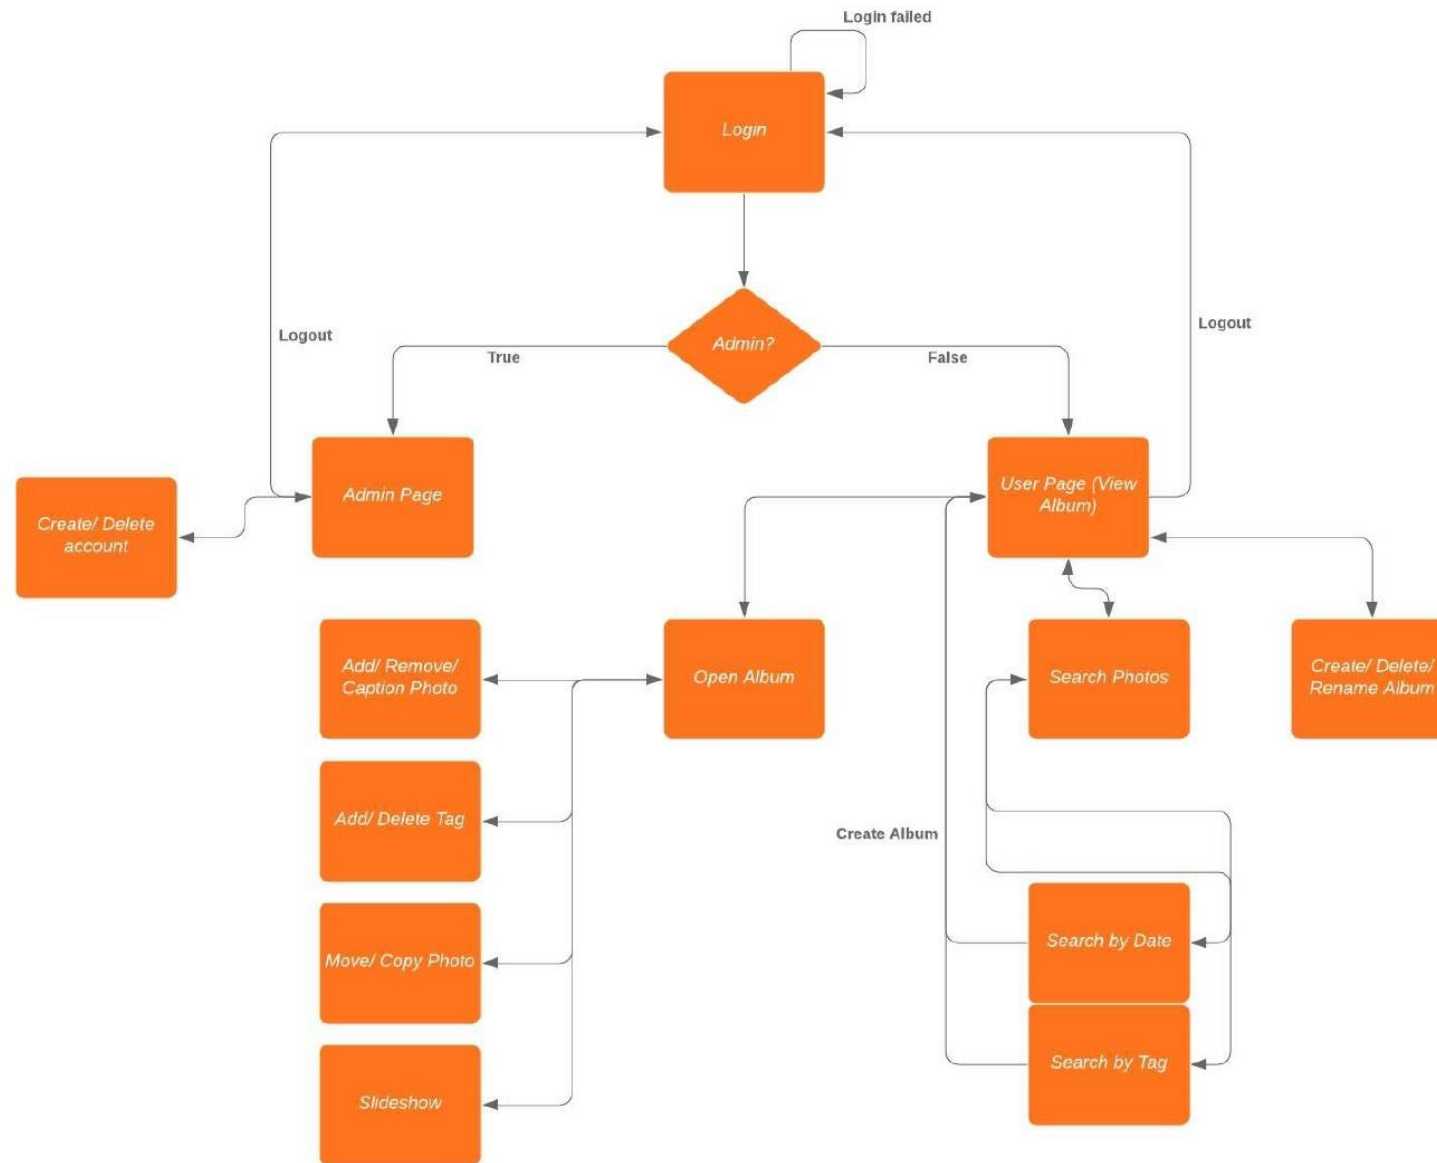 Login failed
Login
Logout
Admin?
Logout
True
False
Admin Page
User Page (View
Album)
Create/ Delete
account
Add/ Remove/
Caption Photo
Open Album
Search Photos
Create/ Delete/
Rename Album
Add/ Delete Tag
Create Album
Move/ Copy Photo
Search by Date
Search by Tag
Slideshow